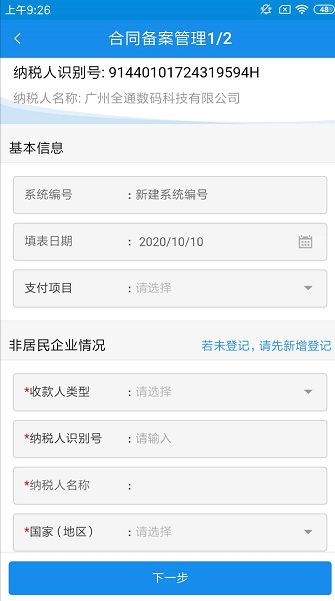 上午9:26
48
合同备案管理1/2
纳税人识别号: 91440101724319594H
纳税人名称: 广州全通数码科技有限公司
基本信息
系统编号 : 新建系统编号
填表日期 : 2020/10/10
支付项目 : 请选择
非居民企业情况 若未登记, 请先新增登记
*收款人类型 : 请选择
*纳税人识别号 : 请输入
*纳税人名称 :
*国家 ( 地区 ) : 请选择
下一步